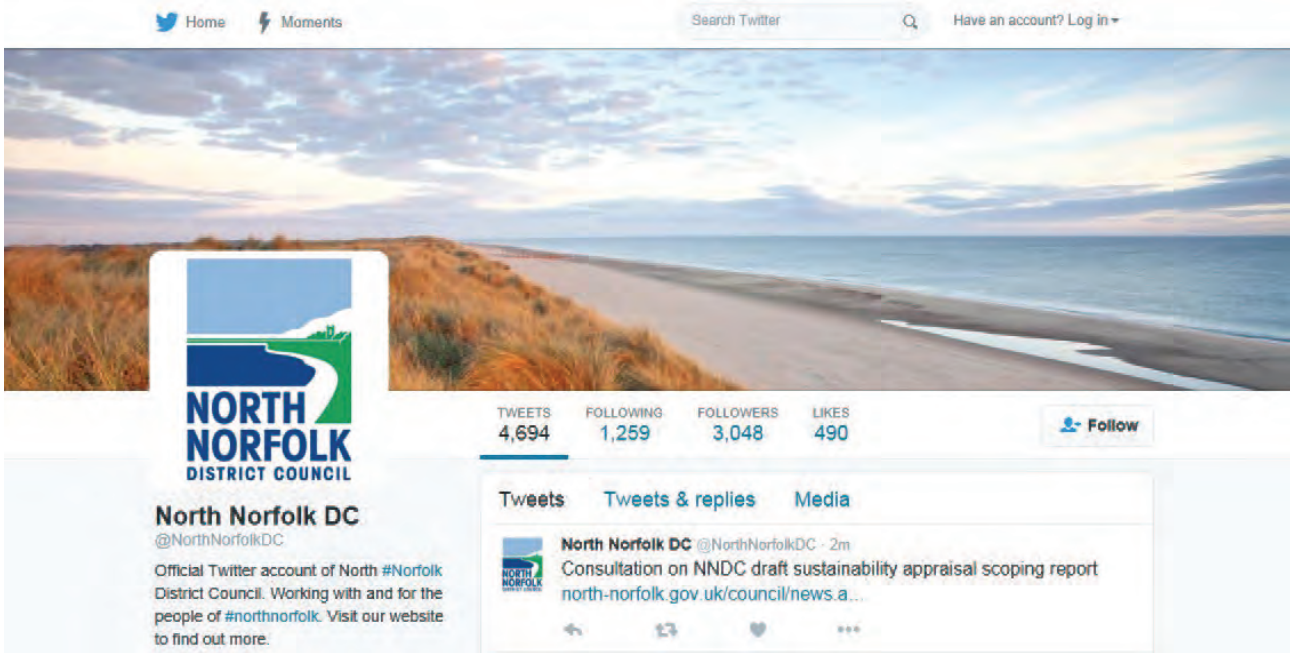 Home Moments Search Twitter Have an account? Log in
NORTH
NORFOLK
DISTRICT COUNCIL
TWEETS FOLLOWING FOLLOWERS LIKES
4,694 1,259 3,048 490
Follow
North Norfolk DC
@NorthNorfolkDC
Official Twitter account of North #Norfolk
District Council. Working with and for the
people of #northnorfolk. Visit our website
to find out more.
Tweets Tweets & replies Media
NORTH
NORFOLK
North Norfolk DC @NorthNorfolkDC · 2m
Consultation on NNDC draft sustainability appraisal scoping report
north-norfolk.gov.uk/council/news.a...